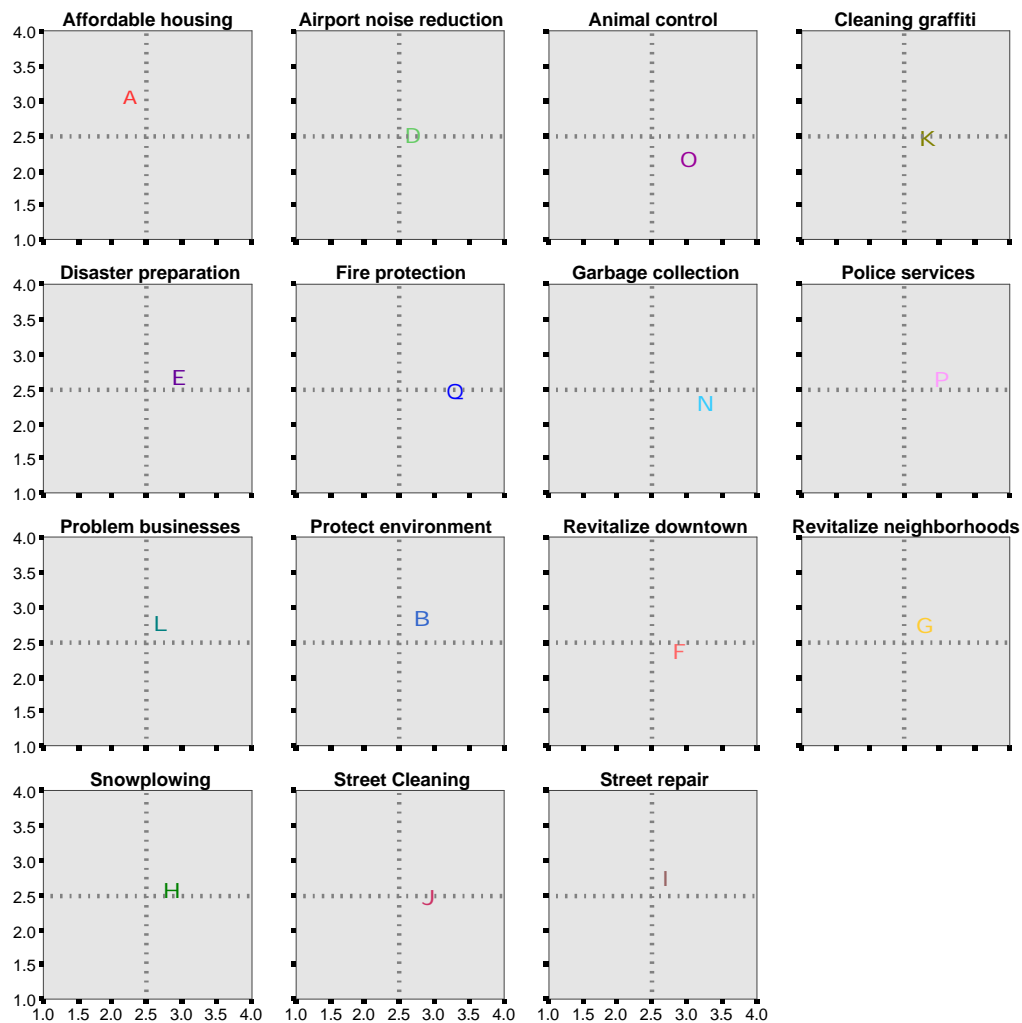 Affordable housing Airport noise reduction Animal control Cleaning graffiti
4.0
3.5
3.0 A
2.5 D K
2.0 O
1.5
1.0
Disaster preparation Fire protection Garbage collection Police services
4.0
3.5
3.0
2.5 E Q N P
2.0
1.5
1.0
Problem businesses Protect environment Revitalize downtown Revitalize neighborhoods
4.0
3.5
3.0
L B G
2.5 F
2.0
1.5
1.0
Snowplowing Street Cleaning Street repair
4.0
3.5
3.0
I
2.5 H J
2.0
1.5
1.0
1.0 1.5 2.0 2.5 3.0 3.5 4.0 1.0 1.5 2.0 2.5 3.0 3.5 4.0 1.0 1.5 2.0 2.5 3.0 3.5 4.0